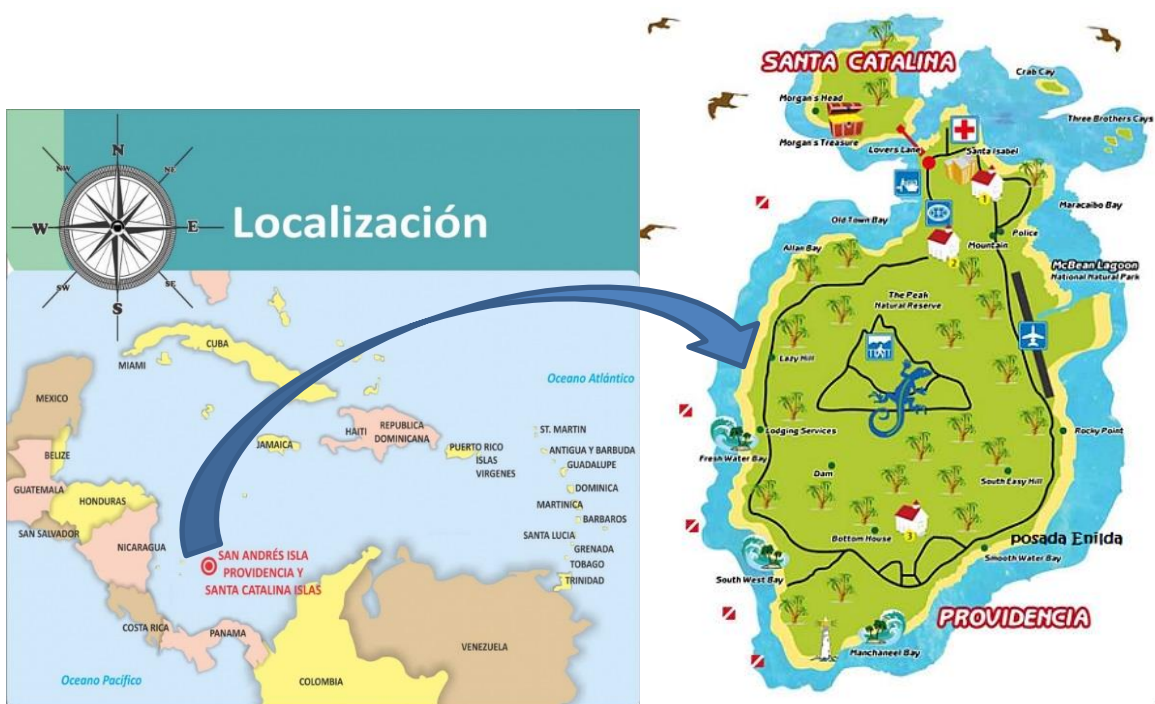 Localización
N
NW
NE
W
E
SW
SE
S
MIAMI
CUBA
Oceano Atlántico
MEXICO
BELIZE
JAMAICA
HAITI
REPUBLICA
DOMINICANA
PUERTO RICO
ISLAS
VIRGENES
ST. MARTIN
ANTIGUA Y BARBUDA
GUADALUPE
DOMINICA
MARTINICA
BARBAROS
SANTA LUCIA
GRENADA
TOBAGO
TRINIDAD
GUATEMALA
HONDURAS
SAN SALVADOR
NICARAGUA
SAN ANDRÉS ISLA
PROVIDENCIA Y
SANTA CATALINA ISLAS
COSTA RICA
PANAMA
VENEZUELA
COLOMBIA
Oceano Pacífico
SANTA CATALINA
Crab Cay
Morgan's Head
Three Brothers Cays
Morgan's Treasure
Lovers Lane
Santa Isabel
1
Maracaibo Bay
Old Town Bay
Police
Mountain
Allan Bay
2
McBean Lagoon
National Natural Park
The Peak
Natural Reserve
Lazy Hill
Lodging Services
Rocky Point
Fresh Water Bay
Dam
South Easy Hill
3
Bottom House
posada Enilda
Smooth Water Bay
South West Bay
PROVIDENCIA
Manchaneel Bay